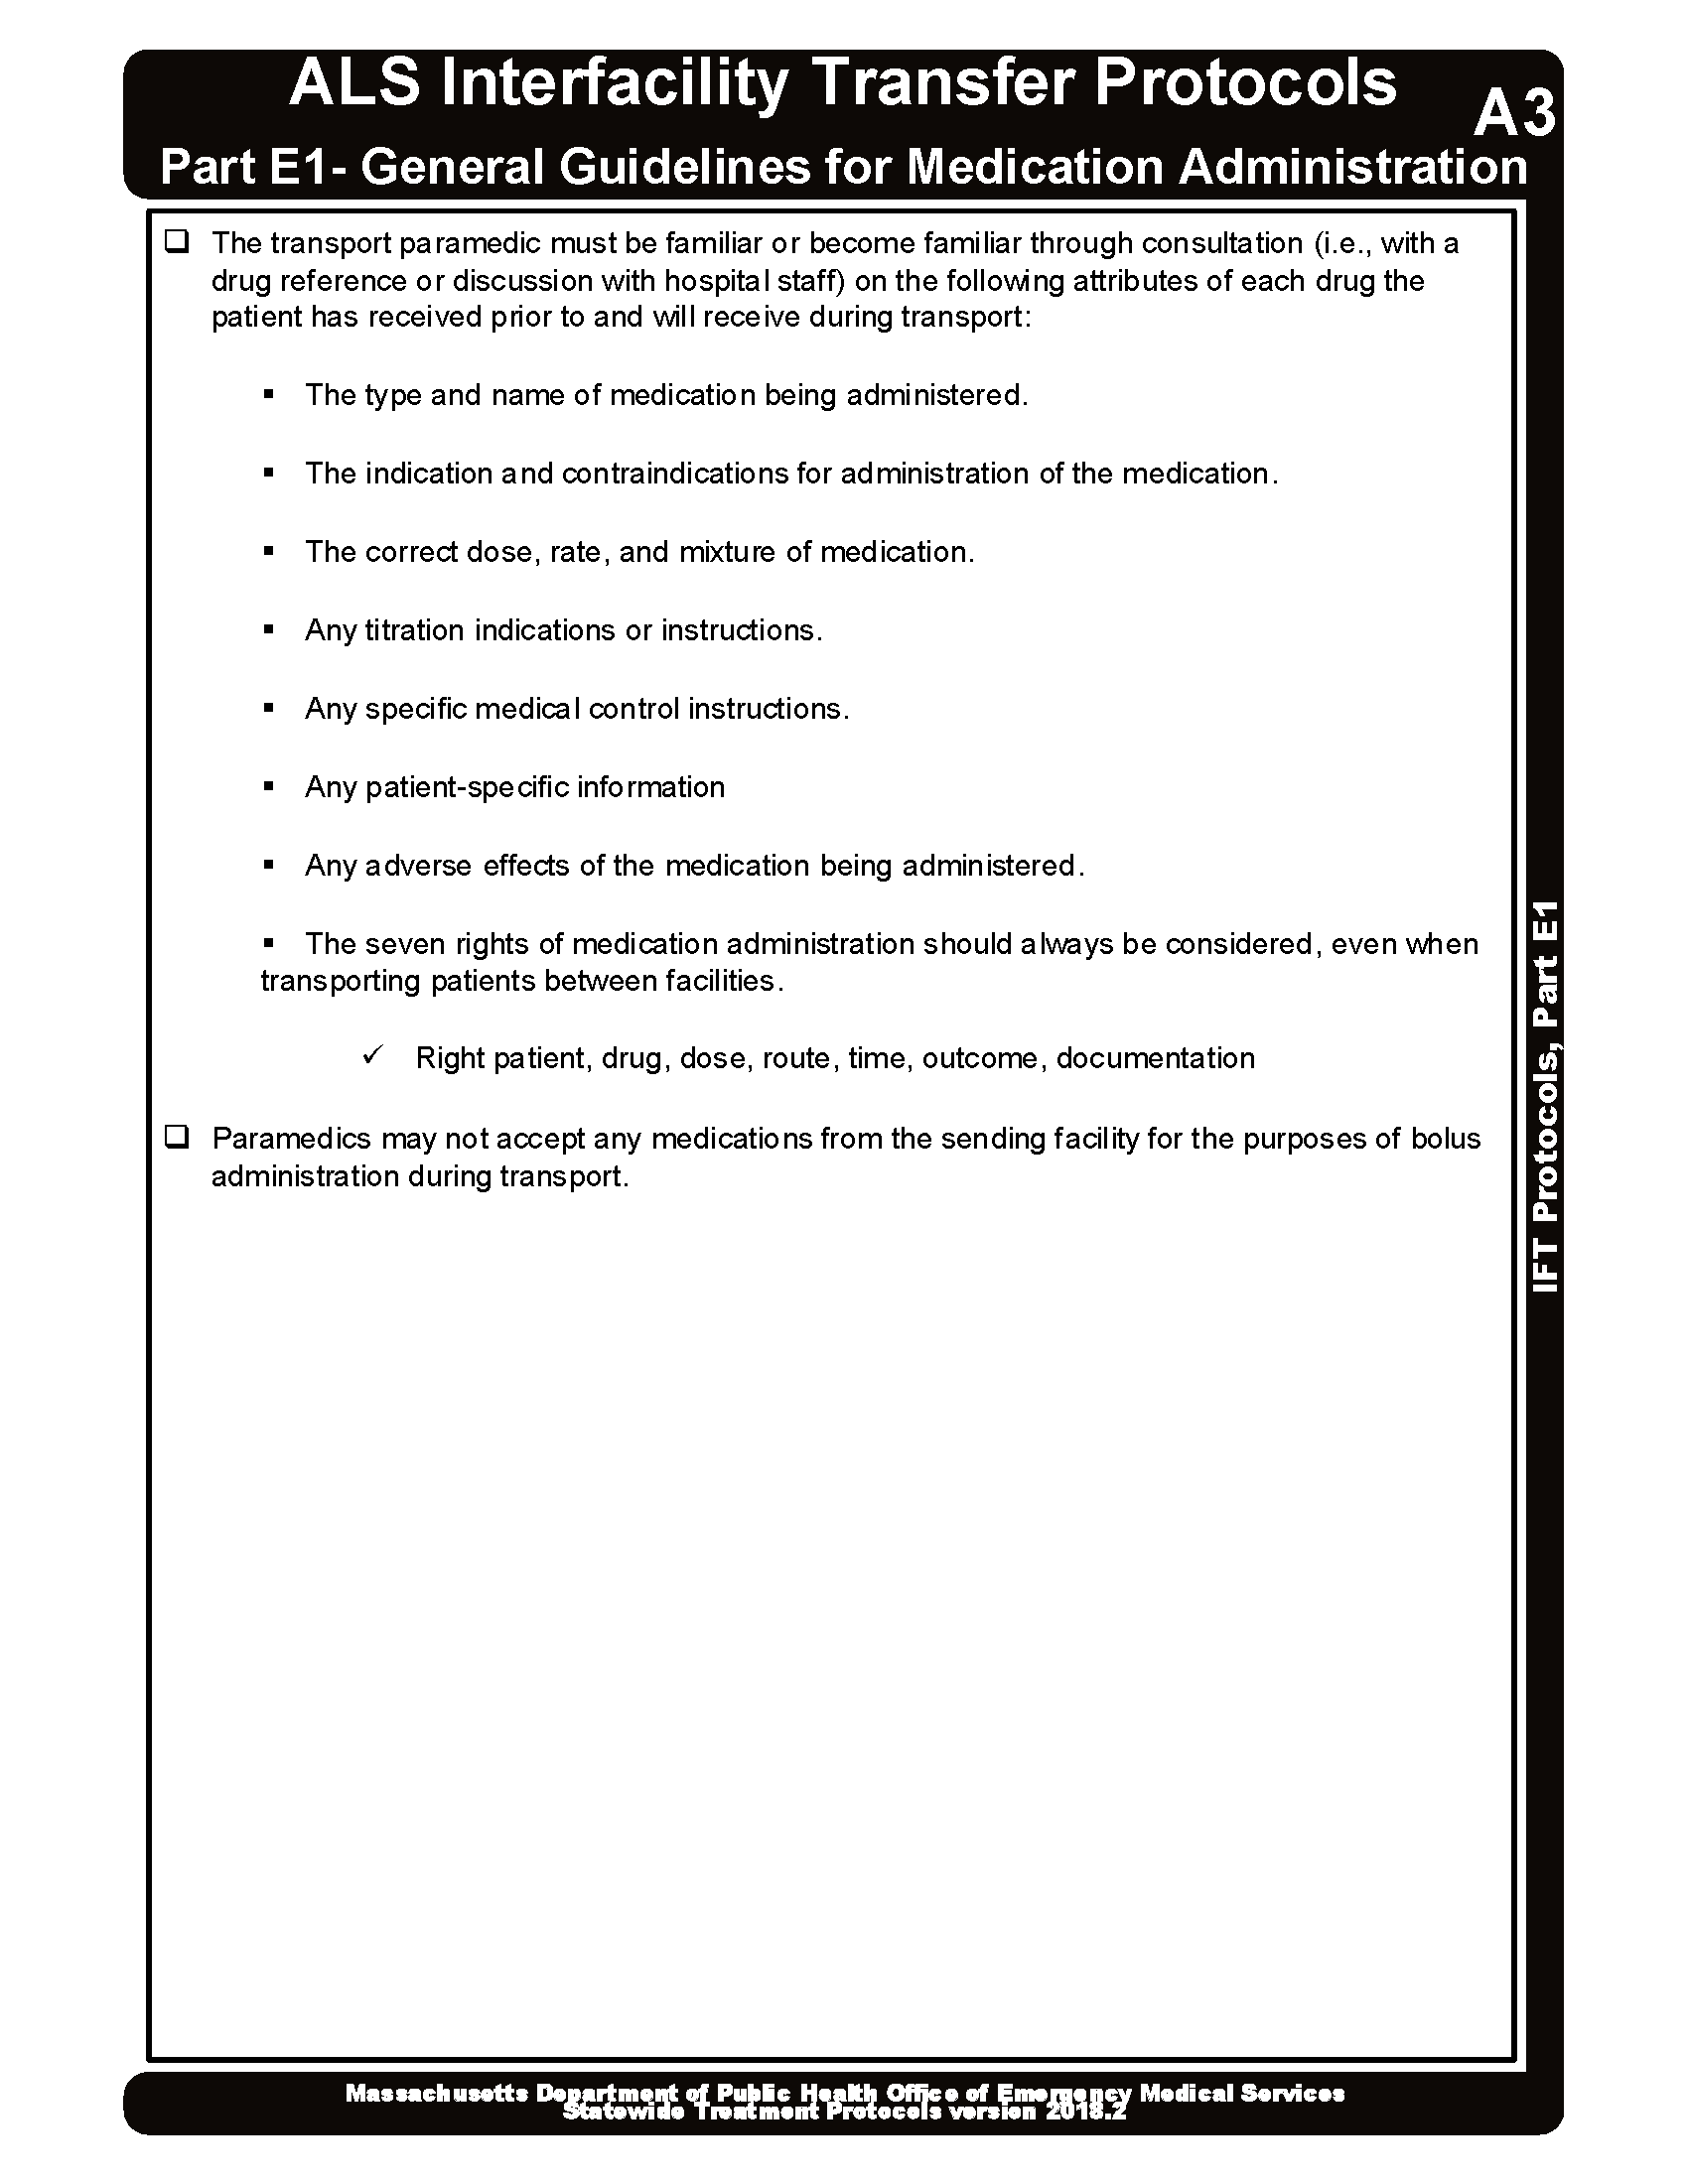 ALS Interfacility Transfer Protocols
A3
Part E1- General Guidelines for Medication Administration
❑ The transport paramedic must be familiar or become familiar through consultation (i.e., with a
drug reference or discussion with hospital staff) on the following attributes of each drug the
patient has received prior to and will receive during transport:
▪ The type and name of medication being administered.
▪ The indication and contraindications for administration of the medication.
▪ The correct dose, rate, and mixture of medication.
▪ Any titration indications or instructions.
▪ Any specific medical control instructions.
▪ Any patient-specific information
▪ Any adverse effects of the medication being administered.
▪ The seven rights of medication administration should always be considered, even when
transporting patients between facilities.
✓ Right patient, drug, dose, route, time, outcome, documentation
❑ Paramedics may not accept any medications from the sending facility for the purposes of bolus
administration during transport.
IFT Protocols, Part E1
Massachusetts Department of Public Health Office of Emergency Medical Services
Statewide Treatment Protocols version 2018.2